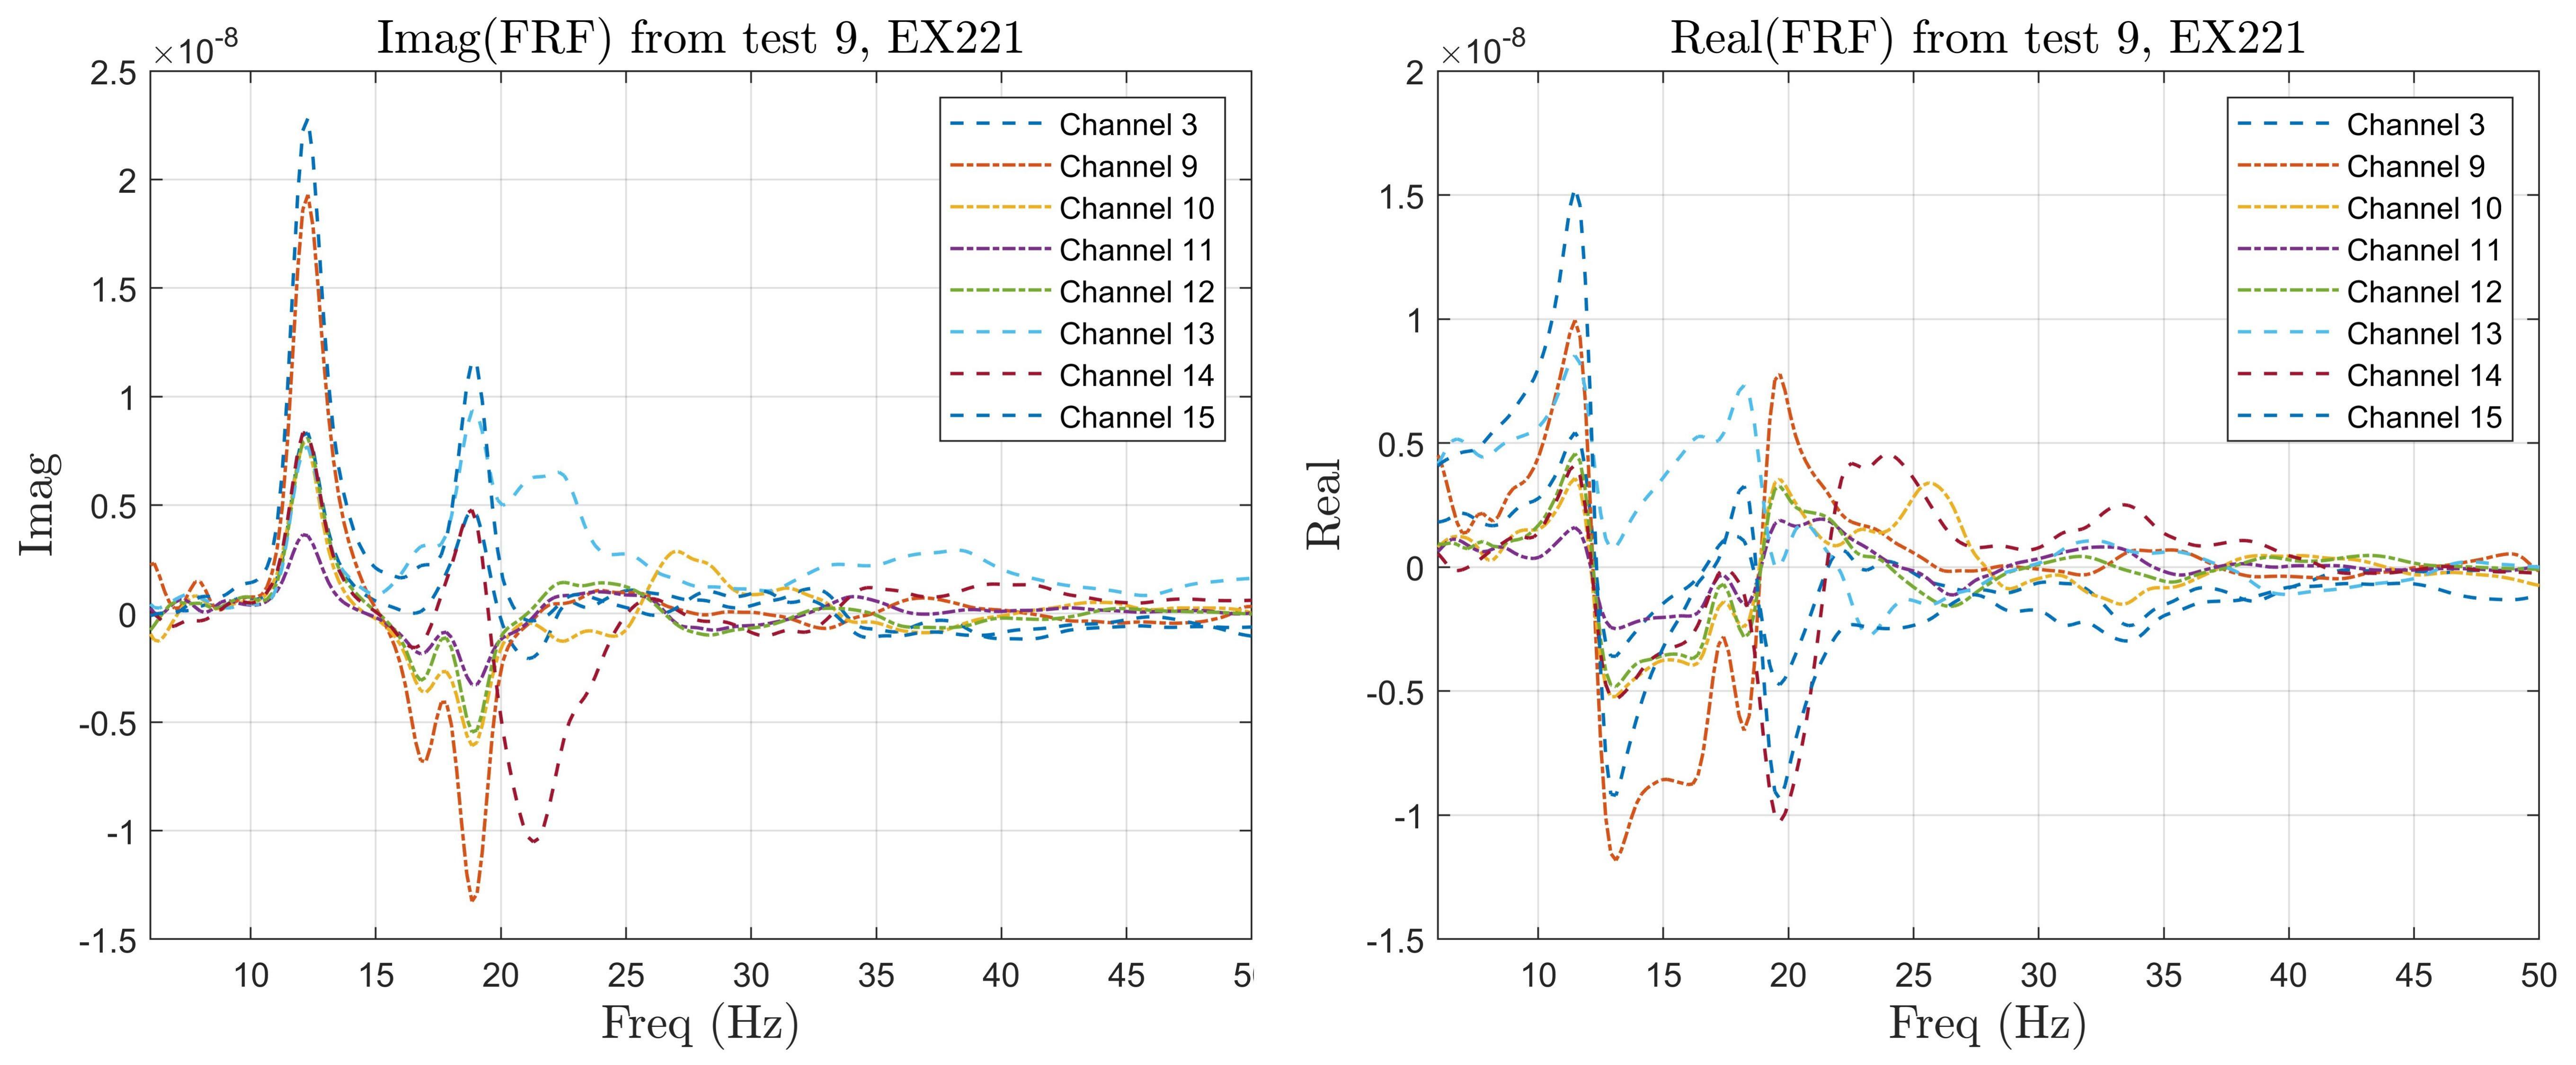 Imag(FRF) from test 9, EX221
×10-8
2.5
2
1.5
1
0.5
0
-0.5
-1
-1.5
Imag
10 15 20 25 30 35 40 45 50
Freq (Hz)
Channel 3
Channel 9
Channel 10
Channel 11
Channel 12
Channel 13
Channel 14
Channel 15
Real(FRF) from test 9, EX221
×10-8
2
1.5
1
0.5
0
-0.5
-1
-1.5
Real
10 15 20 25 30 35 40 45 50
Freq (Hz)
Channel 3
Channel 9
Channel 10
Channel 11
Channel 12
Channel 13
Channel 14
Channel 15